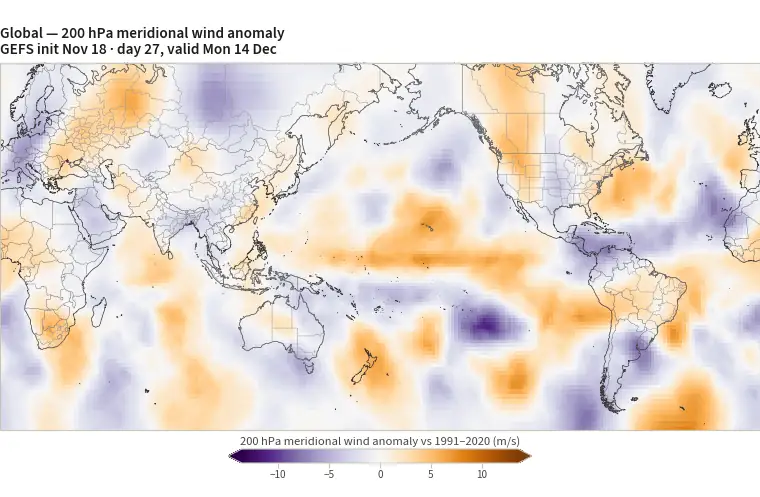 Global — 200 hPa meridional wind anomaly
GEFS init Nov 18 · day 27, valid Mon 14 Dec
200 hPa meridional wind anomaly vs 1991–2020 (m/s)
−10 −5 0 5 10